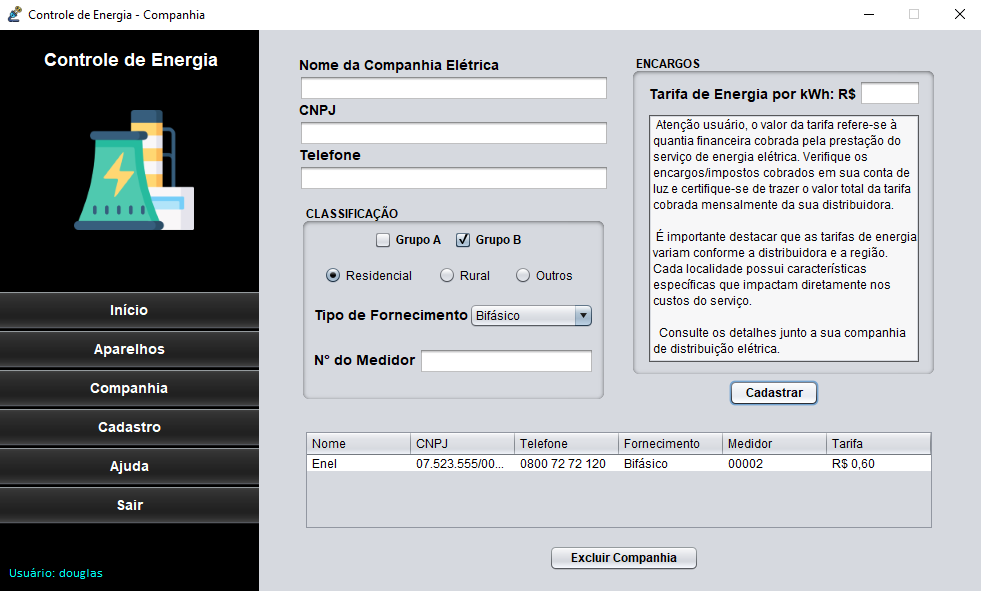 Controle de Energia - Companhia
Controle de Energia
Início
Aparelhos
Companhia
Cadastro
Ajuda
Sair
Usuário: douglas
Nome da Companhia Elétrica
CNPJ
Telefone
CLASSIFICAÇÃO
Grupo A Grupo B
Residencial Rural Outros
Tipo de Fornecimento Bifásico
N° do Medidor
ENCARGOS
Tarifa de Energia por kWh: R$
Atenção usuário, o valor da tarifa refere-se à
quantia financeira cobrada pela prestação do
serviço de energia elétrica. Verifique os
encargos/impostos cobrados em sua conta de
luz e certifique-se de trazer o valor total da tarifa
cobrada mensalmente da sua distribuidora.
É importante destacar que as tarifas de energia
variam conforme a distribuidora e a região.
Cada localidade possui características
específicas que impactam diretamente nos
custos do serviço.
Consulte os detalhes junto a sua companhia
de distribuição elétrica.
Cadastrar
Nome CNPJ Telefone Fornecimento Medidor Tarifa
Enel 07.523.555/00... 0800 72 72 120 Bifásico 00002 R$ 0,60
Excluir Companhia